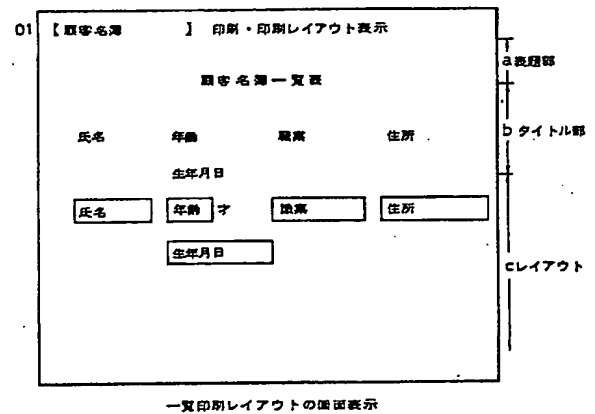 01 【顧客名簿 】 印刷・印刷レイアウト表示
a表題部
顧客名簿一覧表
氏名 年齢 職業 住所
bタイトル部
生年月日
氏名 年齢 才 職業 住所
生年月日
cレイアウト
一覧印刷レイアウトの画面表示